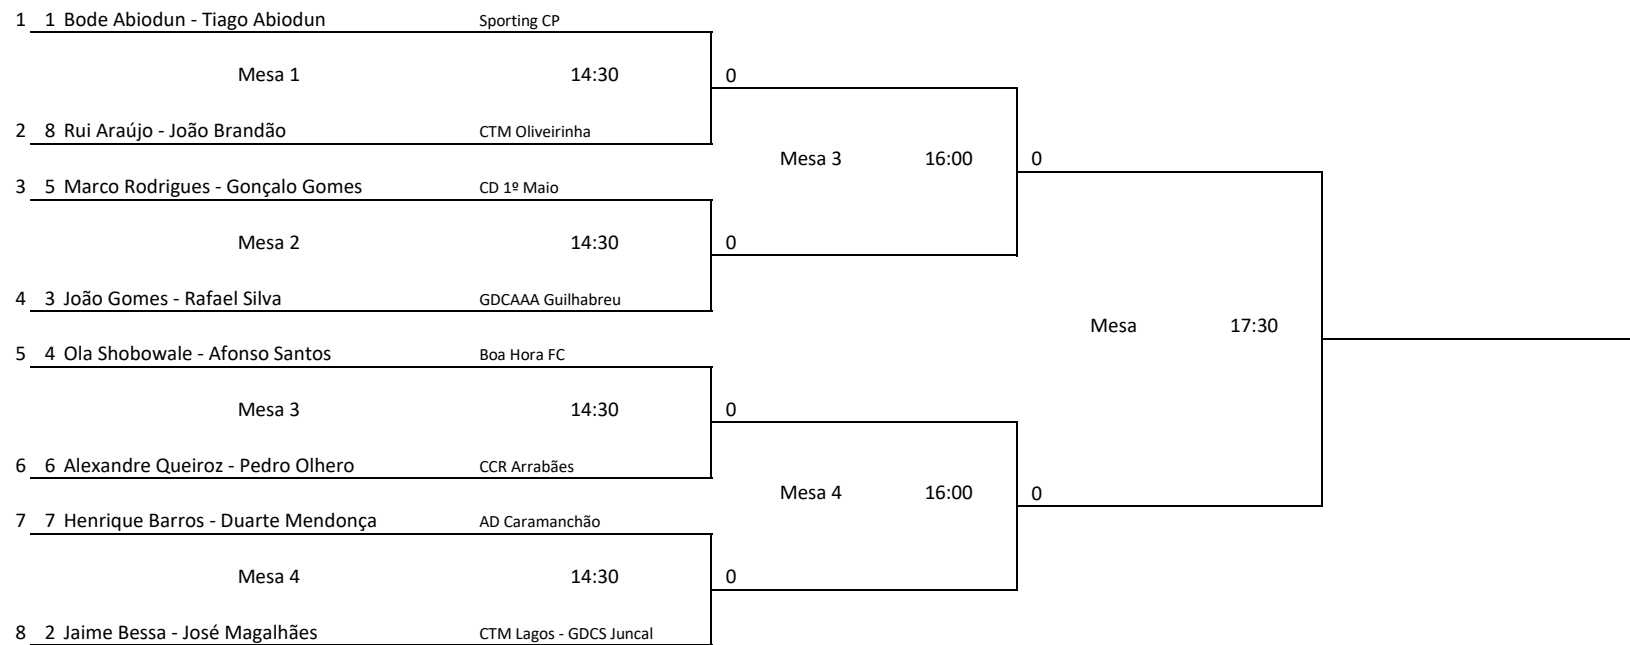 1 1 Bode Abiodun - Tiago Abiodun Sporting CP
Mesa 1 14:30 0
2 8 Rui Araújo - João Brandão CTM Oliveirinha
Mesa 3 16:00 0
3 5 Marco Rodrigues - Gonçalo Gomes CD 1º Maio
Mesa 2 14:30 0
4 3 João Gomes - Rafael Silva GDCAAA Guilhabreu
Mesa 17:30
5 4 Ola Shobowale - Afonso Santos Boa Hora FC
Mesa 3 14:30 0
6 6 Alexandre Queiroz - Pedro Olhero CCR Arrabães
Mesa 4 16:00 0
7 7 Henrique Barros - Duarte Mendonça AD Caramanchão
Mesa 4 14:30 0
8 2 Jaime Bessa - José Magalhães CTM Lagos - GDCS Juncal